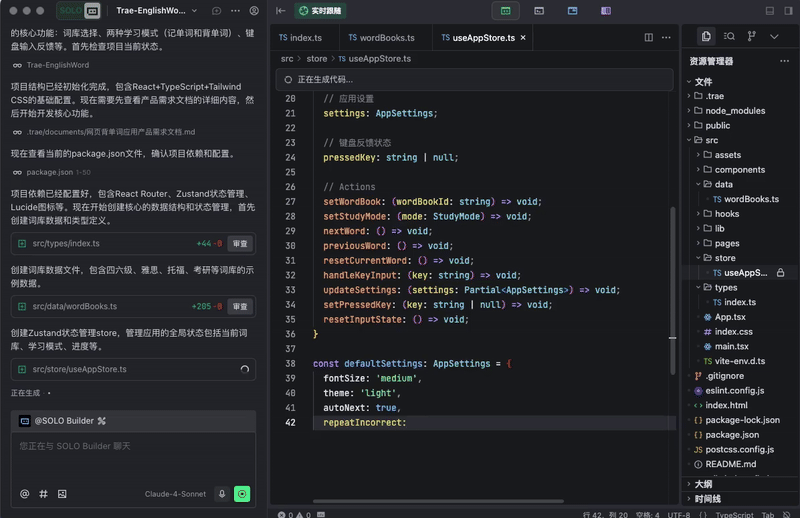 SOLO
Trae-EnglishWo...
的核心功能：词库选择、两种学习模式（记单词和背单词）、键
盘输入反馈等。首先检查项目当前状态。
Trae-EnglishWord
项目结构已经初始化完成，包含React+TypeScript+Tailwind
CSS的基础配置。现在需要先查看产品需求文档的详细内容，然
后开始开发核心功能。
.trae/documents/网页背单词应用产品需求文档.md
现在查看当前的package.json文件，确认项目依赖和配置。
package.json 1-50
项目依赖已经配置好，包含React Router、Zustand状态管理、
Lucide图标等。现在开始创建核心的数据结构和状态管理，首先
创建词库数据和类型定义。
src/types/index.ts +44 -0 审查
创建词库数据文件，包含四六级、雅思、托福、考研等词库的示
例数据。
src/data/wordBooks.ts +205 -0 审查
创建Zustand状态管理store，管理应用的全局状态包括当前词
库、学习模式、进度等。
src/store/useAppStore.ts
正在生成
@SOLO Builder
您正在与 SOLO Builder 聊天
@ # Claude-4-Sonnet
实时跟随
TS index.ts TS wordBooks.ts TS useAppStore.ts ×
src > store > TS useAppStore.ts
正在生成代码...
20 // 应用设置
21 settings: AppSettings;
22
23 // 键盘反馈状态
24 pressedKey: string | null;
25
26 // Actions
27 setWordBook: (wordBookId: string) => void;
28 setStudyMode: (mode: StudyMode) => void;
29 nextWord: () => void;
30 previousWord: () => void;
31 resetCurrentWord: () => void;
32 handleKeyInput: (key: string) => void;
33 updateSettings: (settings: Partial<AppSettings>) => void;
34 setPressedKey: (key: string | null) => void;
35 resetInputState: () => void;
36 }
37
38 const defaultSettings: AppSettings = {
39 fontSize: 'medium',
40 theme: 'light',
41 autoNext: true,
42 repeatIncorrect:
资源管理器
文件
.trae
node_modules
public
src
assets
components
data
TS wordBooks.ts
hooks
lib
pages
store
TS useAppS...
types
TS index.ts
App.tsx
index.css
main.tsx
TS vite-env.d.ts
.gitignore
eslint.config.js
index.html
package-lock.json
package.json
postcss.config.js
README.md
大纲
时间线
0 0
行 42, 列 20 空格: 4 UTF-8 {} TypeScript Tab